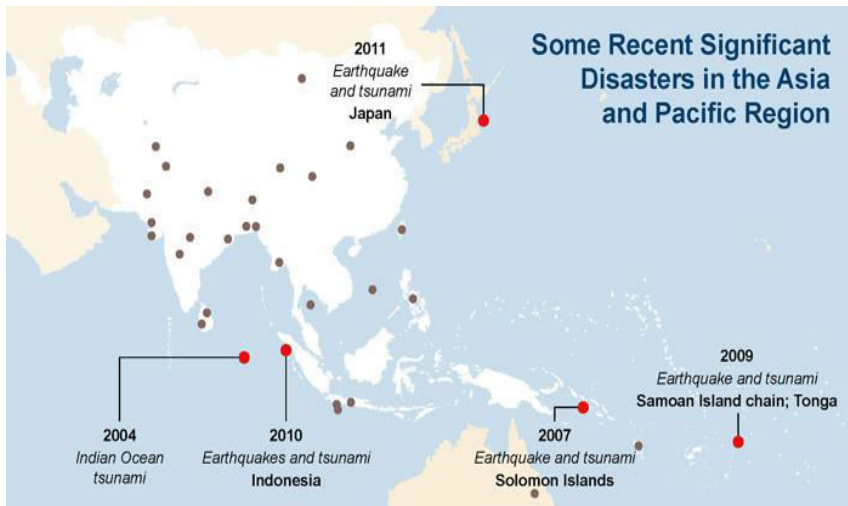 Some Recent Significant
Disasters in the Asia
and Pacific Region
2011
Earthquake
and tsunami
Japan
2004
Indian Ocean
tsunami
2010
Earthquakes and tsunami
Indonesia
2007
Earthquake and tsunami
Solomon Islands
2009
Earthquake and tsunami
Samoan Island chain; Tonga